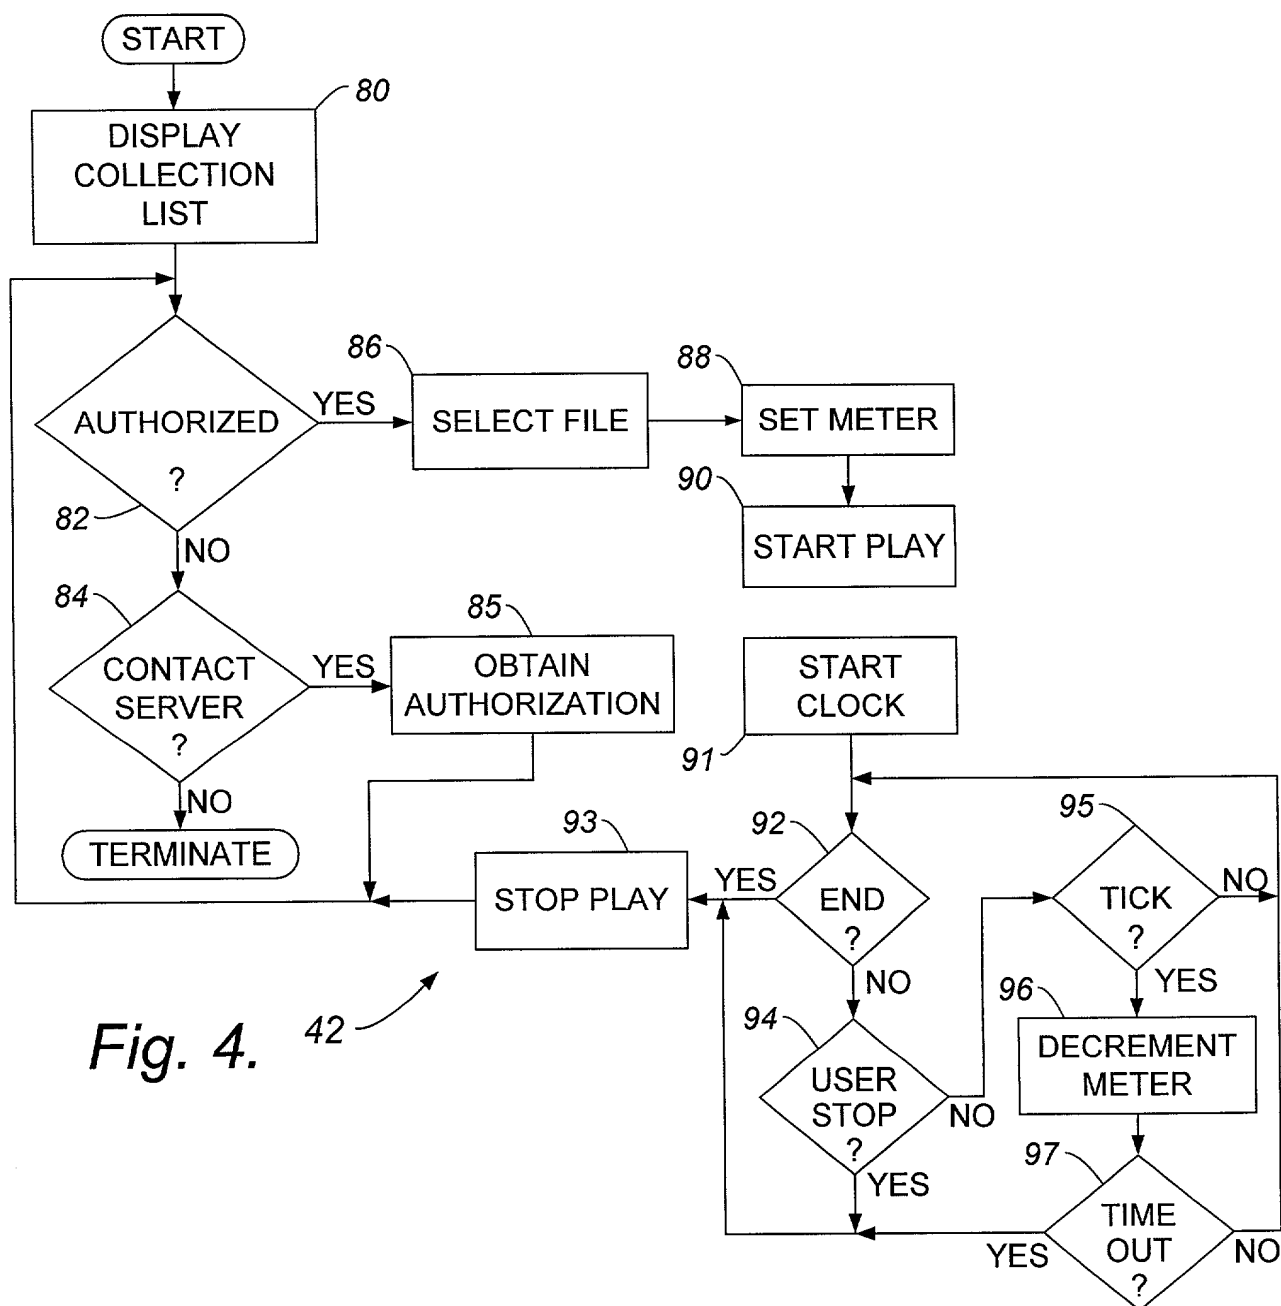 START
80
DISPLAY
COLLECTION
LIST
AUTHORIZED
?
82
YES
86
SELECT FILE
88
SET METER
90
START PLAY
NO
84
CONTACT
SERVER
?
YES
85
OBTAIN
AUTHORIZATION
NO
TERMINATE
START
CLOCK
91
92
END
?
YES
93
STOP PLAY
NO
94
USER
STOP
?
NO
YES
95
TICK
?
NO
YES
96
DECREMENT
METER
97
TIME
OUT
?
YES
NO
Fig. 4.
42